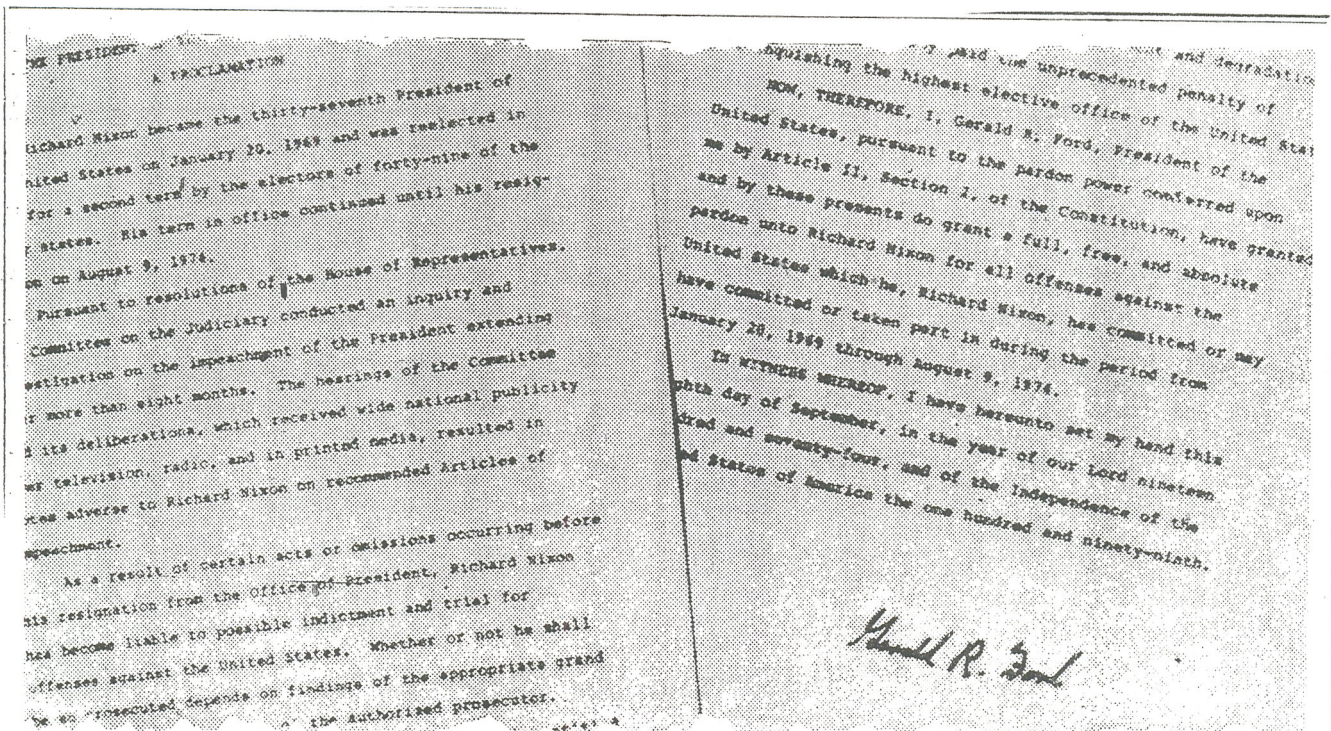 THE PRESIDENT
A PROCLAMATION
Richard Nixon became the thirty-seventh President of
nited States on January 20, 1969 and was reelected in
for a second term by the electors of forty-nine of the
states. His term in office continued until his resig-
on on August 9, 1974.
Pursuant to resolutions of the House of Representatives,
Committee on the Judiciary conducted an inquiry and
estigation on the impeachment of the President extending
r more than eight months. The hearings of the Committee
d its deliberations, which received wide national publicity
er television, radio, and in printed media, resulted in
otes adverse to Richard Nixon on recommended Articles of
mpeachment.
As a result of certain acts or omissions occurring before
his resignation from the Office of President, Richard Nixon
has become liable to possible indictment and trial for
offenses against the United States. Whether or not he shall
be so prosecuted depends on findings of the appropriate grand
the authorized prosecutor.
and degradation
paid the unprecedented penalty of
nquishing the highest elective office of the United Stat
NOW, THEREFORE, I, Gerald R. Ford, President of the
United States, pursuant to the pardon power conferred upon
me by Article II, Section 2, of the Constitution, have granted
and by these presents do grant a full, free, and absolute
pardon unto Richard Nixon for all offenses against the
United States which he, Richard Nixon, has committed or may
have committed or taken part in during the period from
January 20, 1969 through August 9, 1974.
IN WITNESS WHEREOF, I have hereunto set my hand this
ghth day of September, in the year of our Lord nineteen
dred and seventy-four, and of the Independence of the
ed States of America the one hundred and ninety-ninth.
Gerald R. Ford